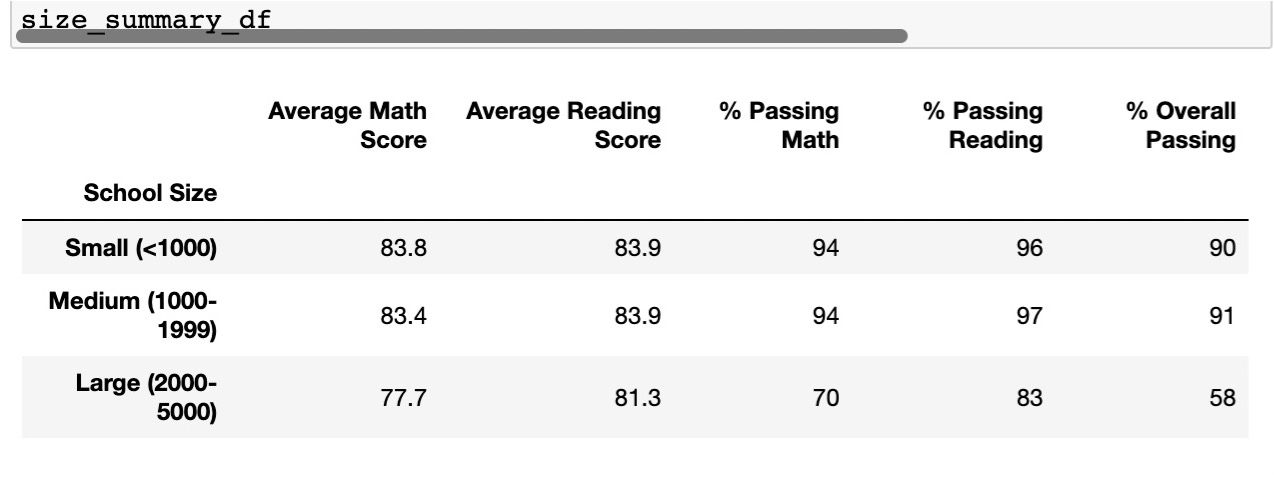 size_summary_df
Average Math Score Average Reading Score % Passing Math % Passing Reading % Overall Passing
School Size
Small (<1000) 83.8 83.9 94 96 90
Medium (1000-1999) 83.4 83.9 94 97 91
Large (2000-5000) 77.7 81.3 70 83 58